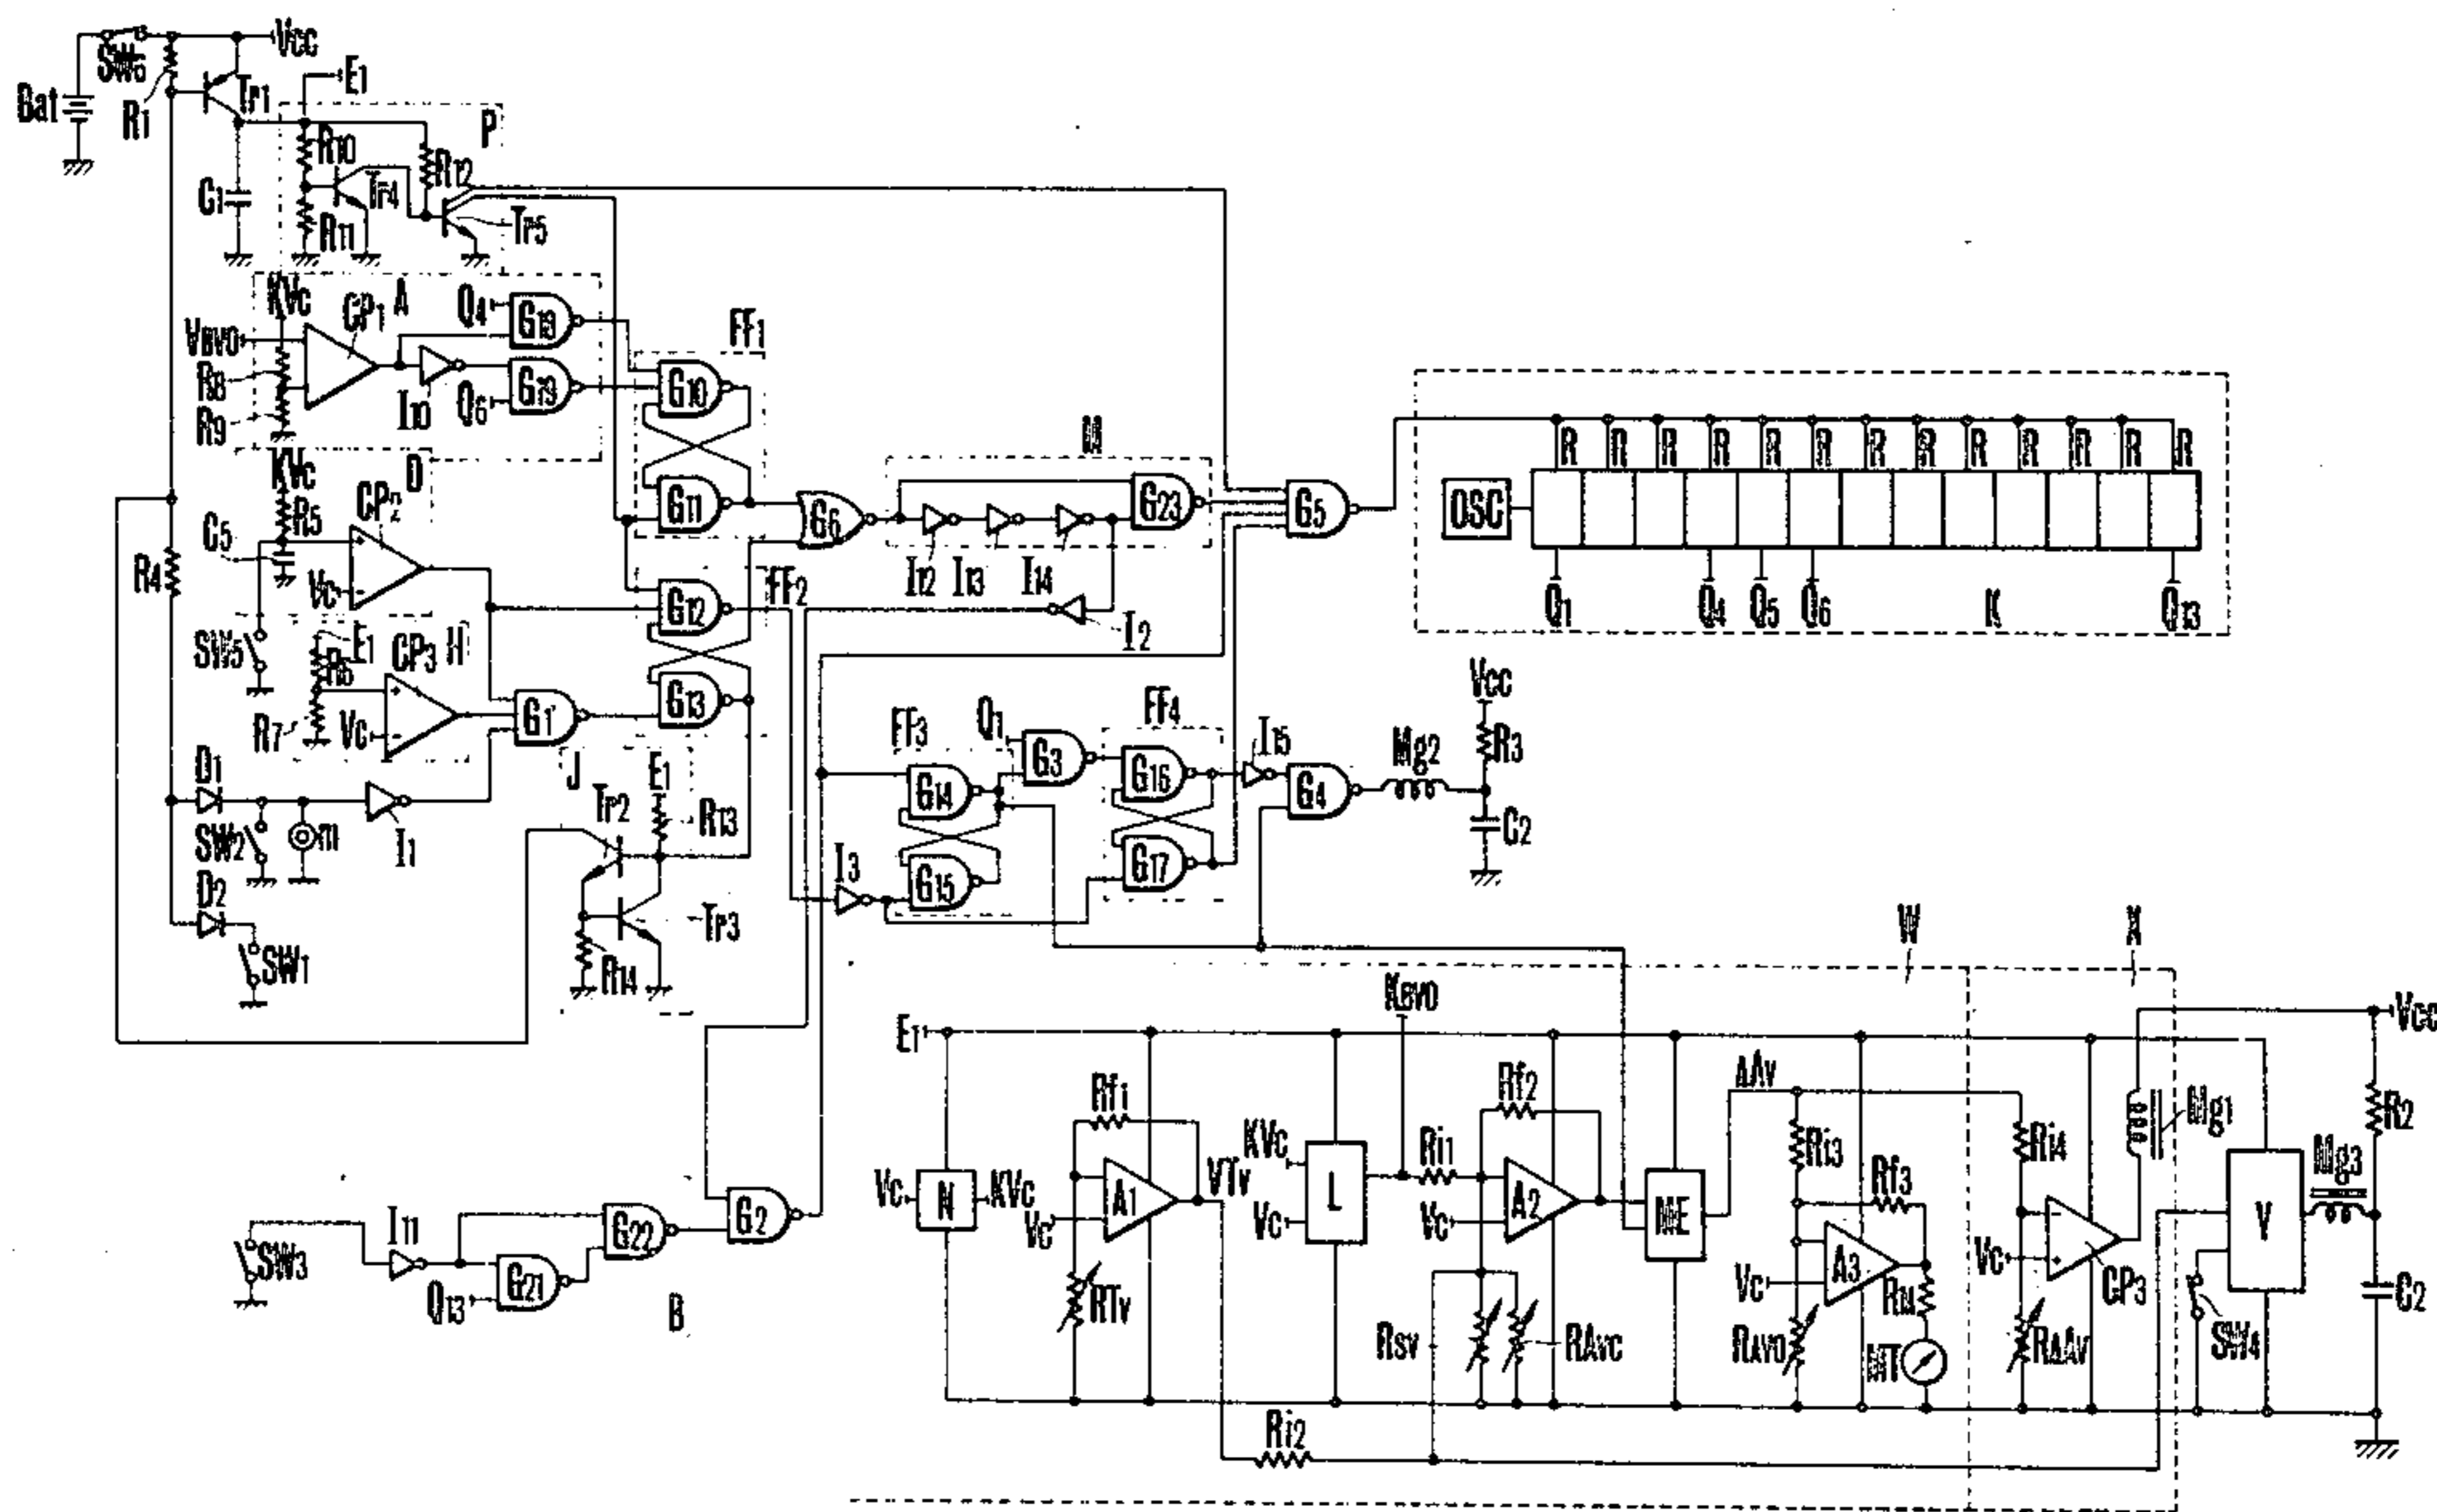 Vcc
SW6
E1
Bat
R1
Tr1
P
R10
R12
C1
Tr4
R11
Tr5
KVc
CP1
A
Q4
G18
FF1
VBVO
R8
G10
G19
R9
I10
Q6
M
R R R R R R R R R R R R R
KVc
D
CP2
G11
G6
G23
G5
OSC
R5
C5
R4
Vc
I12 I13 I14
G12
FF2
I2
Q1
Q4
Q5
Q6
K
Q13
SW5
E1
CP3
H
R6
R7
Vc
G1
G13
Vcc
FF3
Q1
G3
FF4
I15
Mg2
R3
D1
J
E1
G14
G16
G4
SW2
m
I1
Tr2
R13
C2
D2
I3
G15
G17
SW1
Tr3
R14
W
X
KBVO
E1
Vcc
Rf1
Rf2
ΔAv
Mg1
R2
KVc
Ri1
Ri3
Ri4
Mg3
Vc
N
KVc
A1
VTv
L
A2
ME
Rf3
V
I11
G22
G2
Vc
Vc
Vc
A3
Vc
CP3
SW3
G21
Q13
B
RTv
RSV
RAVC
RAVO
RM
MT
RΔAv
SW4
C2
Ri2